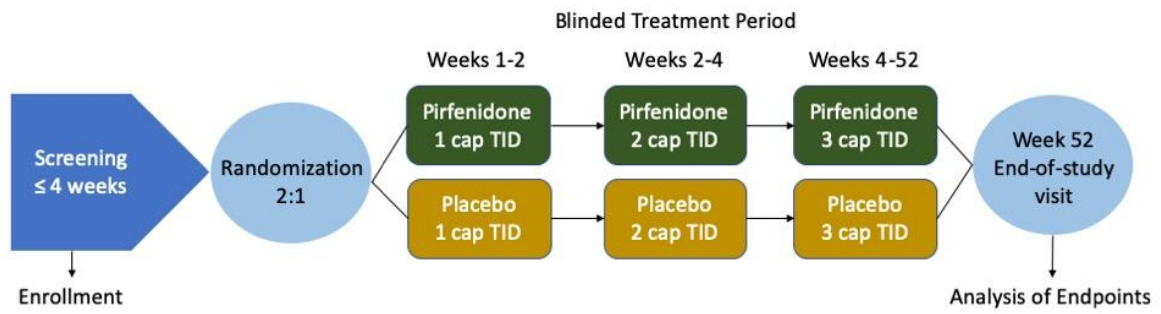 Blinded Treatment Period
Weeks 1-2
Weeks 2-4
Weeks 4-52
Screening
≤ 4 weeks
Randomization
2:1
Pirfenidone
1 cap TID
Pirfenidone
2 cap TID
Pirfenidone
3 cap TID
Placebo
1 cap TID
Placebo
2 cap TID
Placebo
3 cap TID
Week 52
End-of-study
visit
Enrollment
Analysis of Endpoints